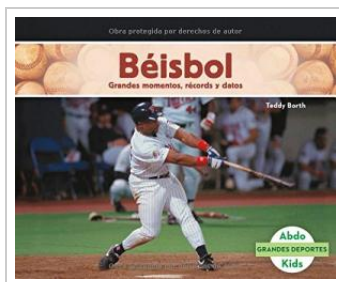 Obra protegida por derechos de autor
Béisbol
Grandes momentos, récords y datos
Teddy Borth
Abdo
GRANDES DEPORTES
Kids